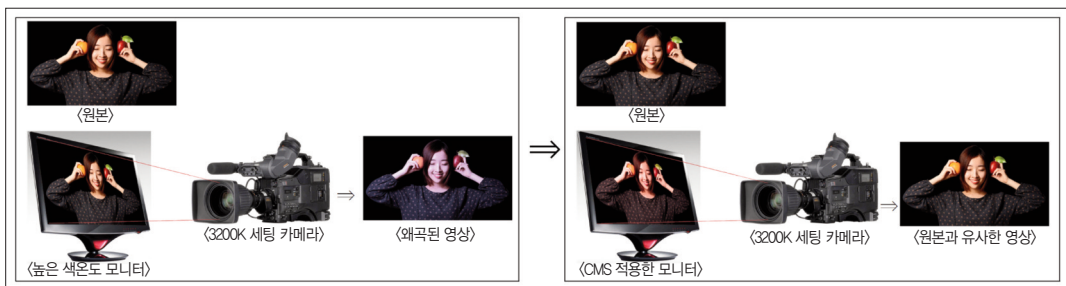 〈원본〉
⇒
〈3200K 세팅 카메라〉
〈왜곡된 영상〉
〈높은 색온도 모니터〉
⇒
〈원본〉
⇒
〈3200K 세팅 카메라〉
〈원본과 유사한 영상〉
〈CMS 적용한 모니터〉